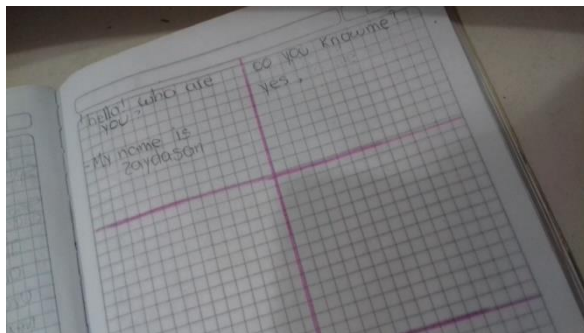 "hello", who are
you
-My name is
zaydason
do you know me?
yes,